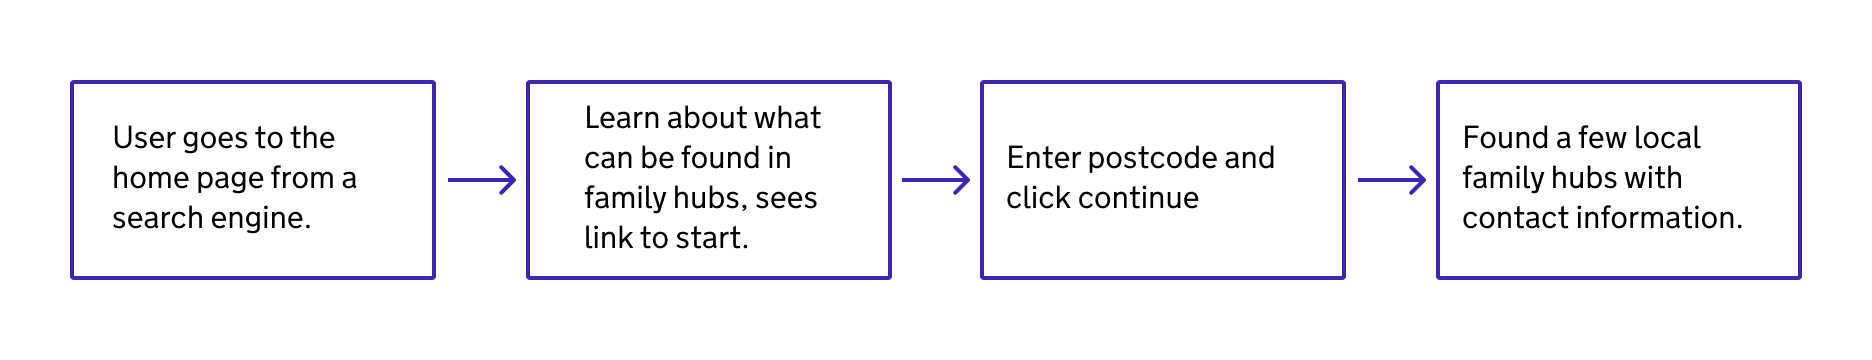 User goes to the
home page from a
search engine.
Learn about what
can be found in
family hubs, sees
link to start.
Enter postcode and
click continue
Found a few local
family hubs with
contact information.